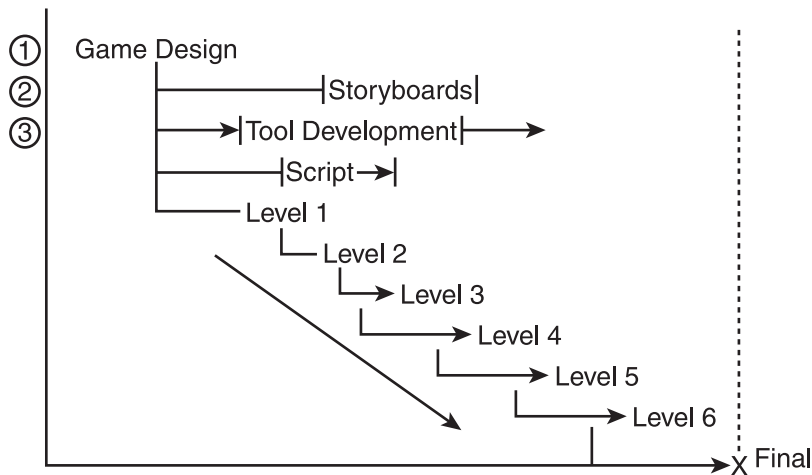 ① Game Design
② Storyboards
③ Tool Development
Script
Level 1
Level 2
Level 3
Level 4
Level 5
Level 6
X Final